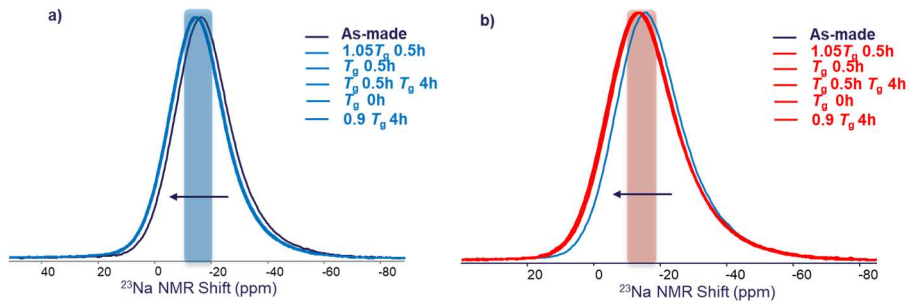 a)
As-made
1.05Tg 0.5h
Tg 0.5h
Tg 0.5h Tg 4h
Tg 0h
0.9 Tg 4h
40 20 0 -20 -40 -60 -80
23Na NMR Shift (ppm)
b)
As-made
1.05Tg 0.5h
Tg 0.5h
Tg 0.5h Tg 4h
Tg 0h
0.9 Tg 4h
20 0 -20 -40 -60 -80
23Na NMR Shift (ppm)